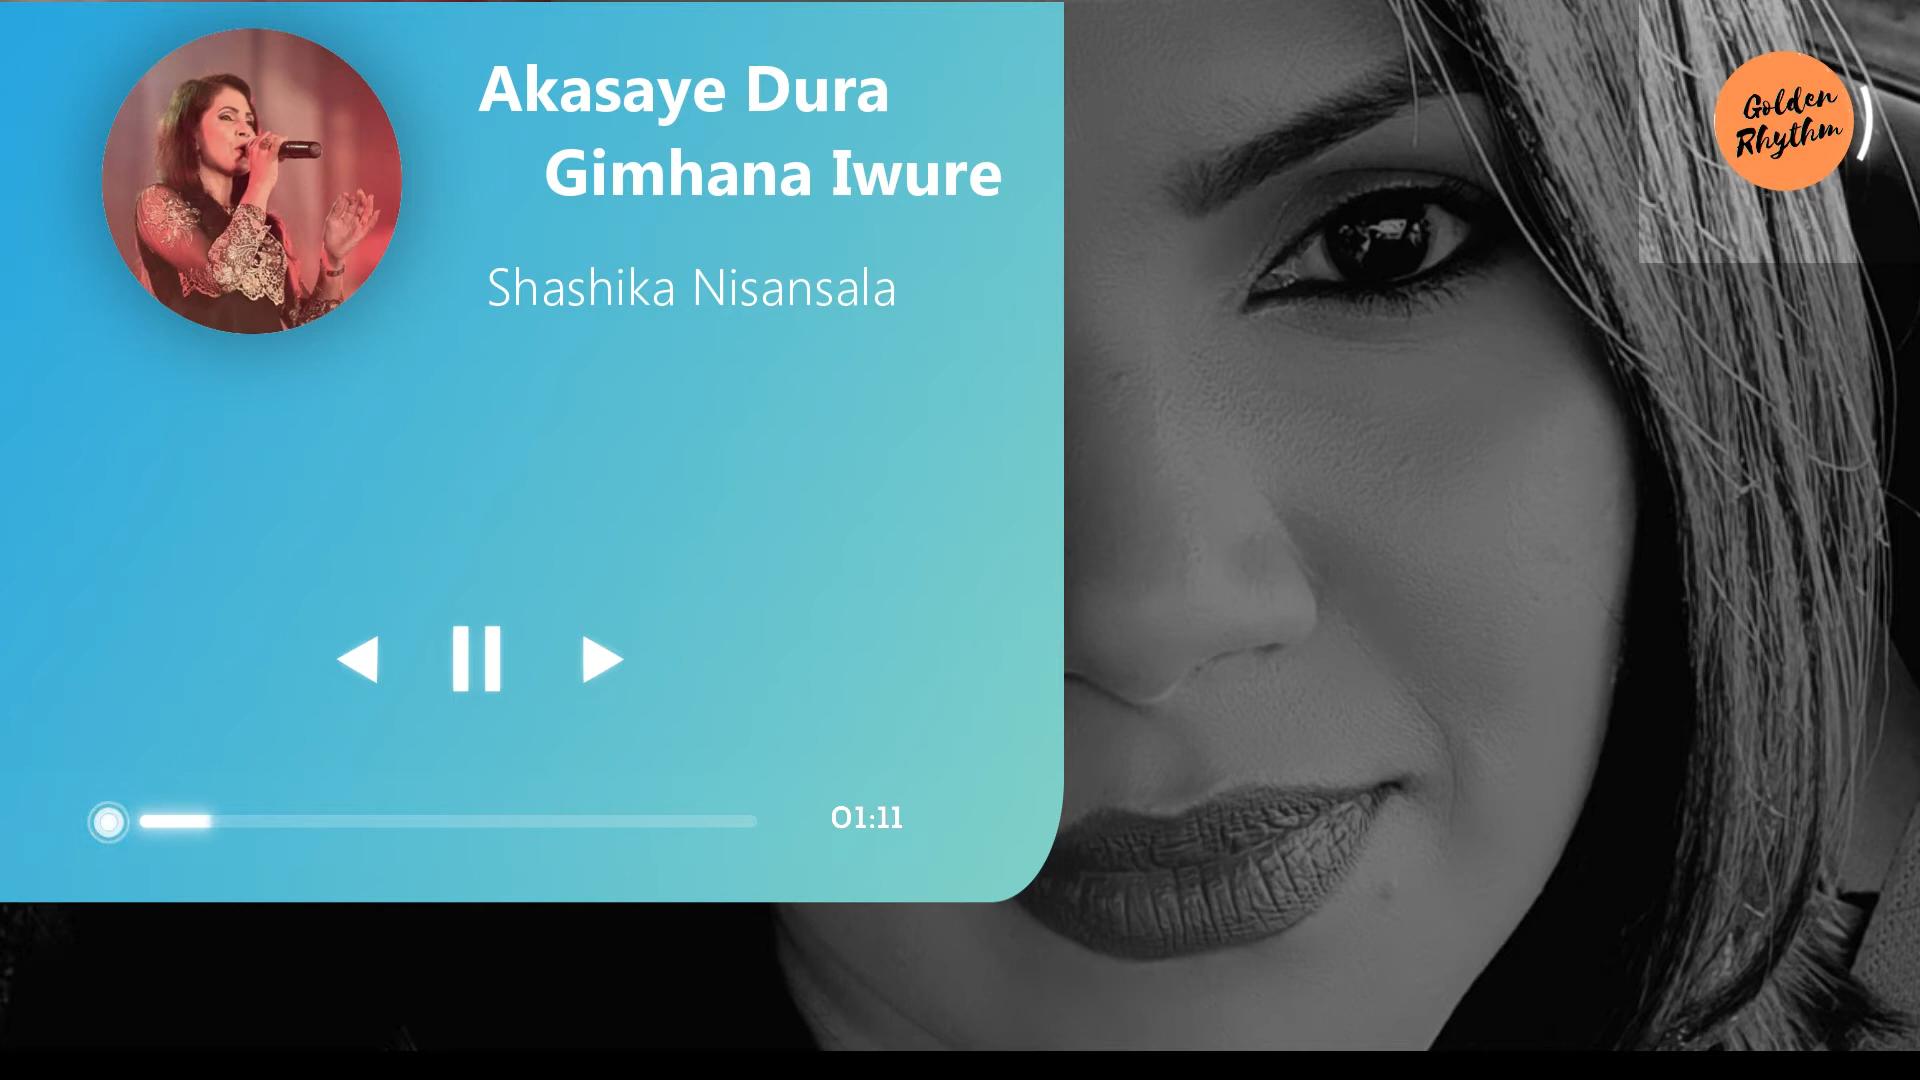 Akasaye Dura
Gimhana Iwure
Shashika Nisansala
01:11
Golden
Rhythm